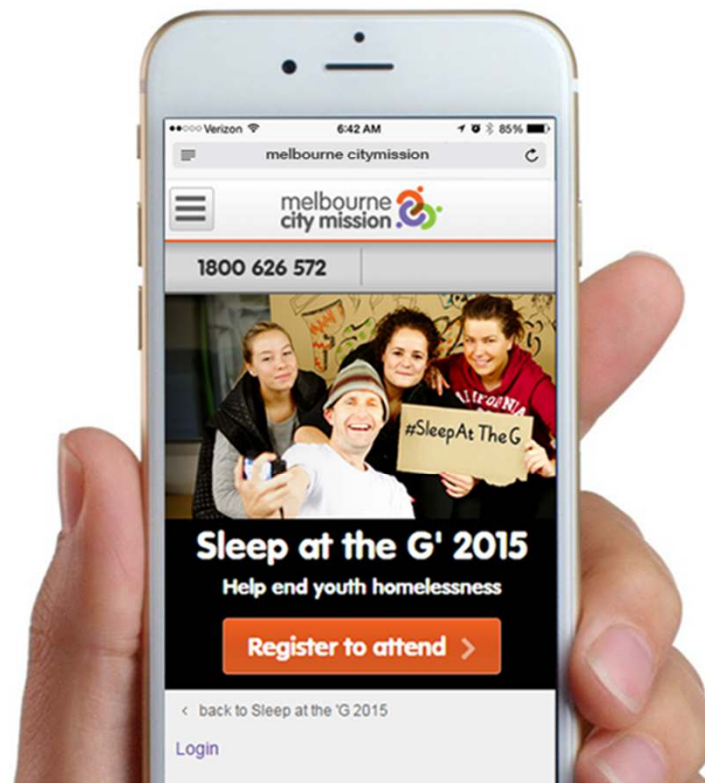 Verizon 6:42 AM 85%
melbourne citymission
melbourne
city mission
1800 626 572
#SleepAtTheG
Sleep at the G' 2015
Help end youth homelessness
Register to attend >
< back to Sleep at the 'G 2015
Login